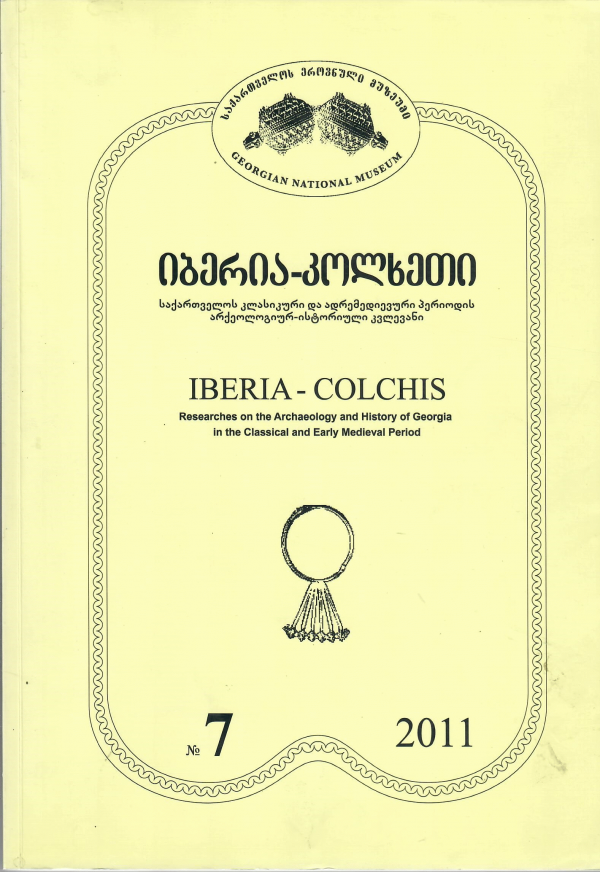 საქართველოს ეროვნული მუზეუმი
GEORGIAN NATIONAL MUSEUM
იბერია-კოლხეთი
საქართველოს კლასიკური და ადრემედიევური პერიოდის
არქეოლოგიურ-ისტორიული კვლევანი
IBERIA - COLCHIS
Researches on the Archaeology and History of Georgia
in the Classical and Early Medieval Period
№ 7
2011